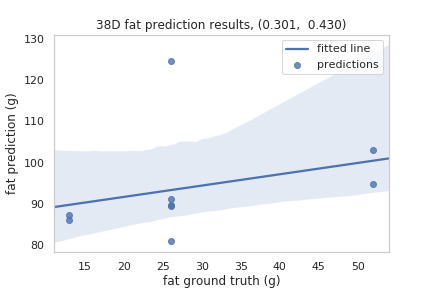 38D fat prediction results, (0.301,  0.430)
fitted line
predictions
fat prediction (g)
130
120
110
100
90
80
15 20 25 30 35 40 45 50
fat ground truth (g)